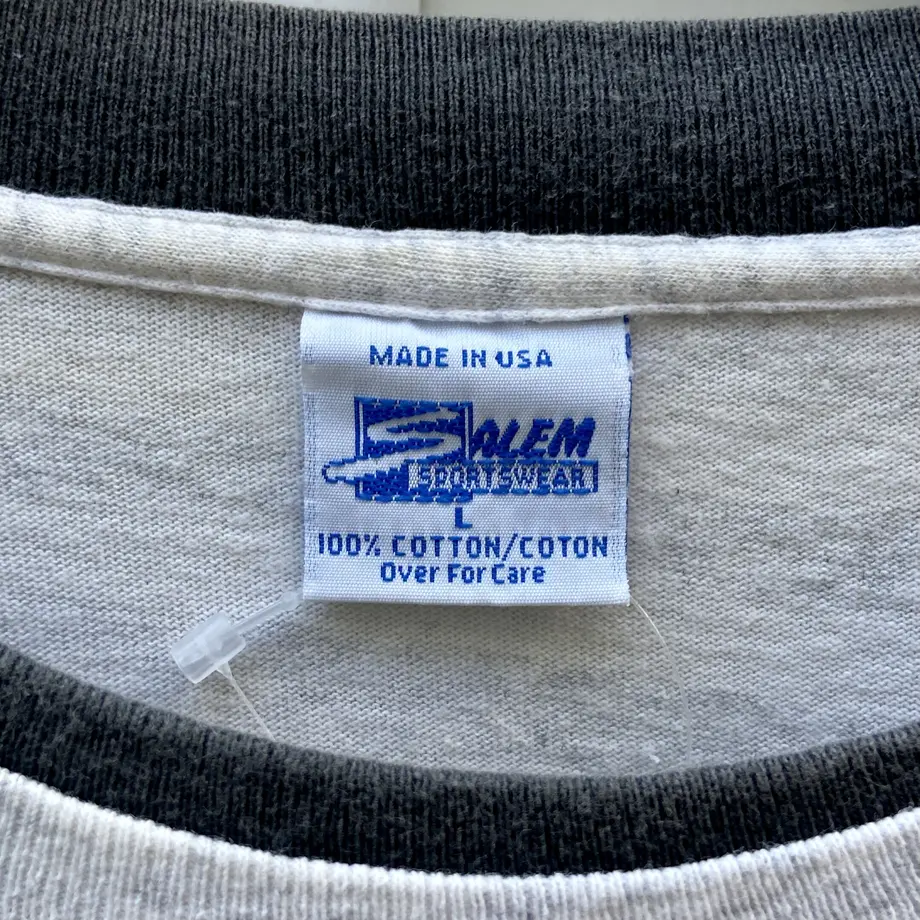 MADE IN USA
SALEM
SPORTSWEAR
L
100% COTTON/COTON
Over For Care